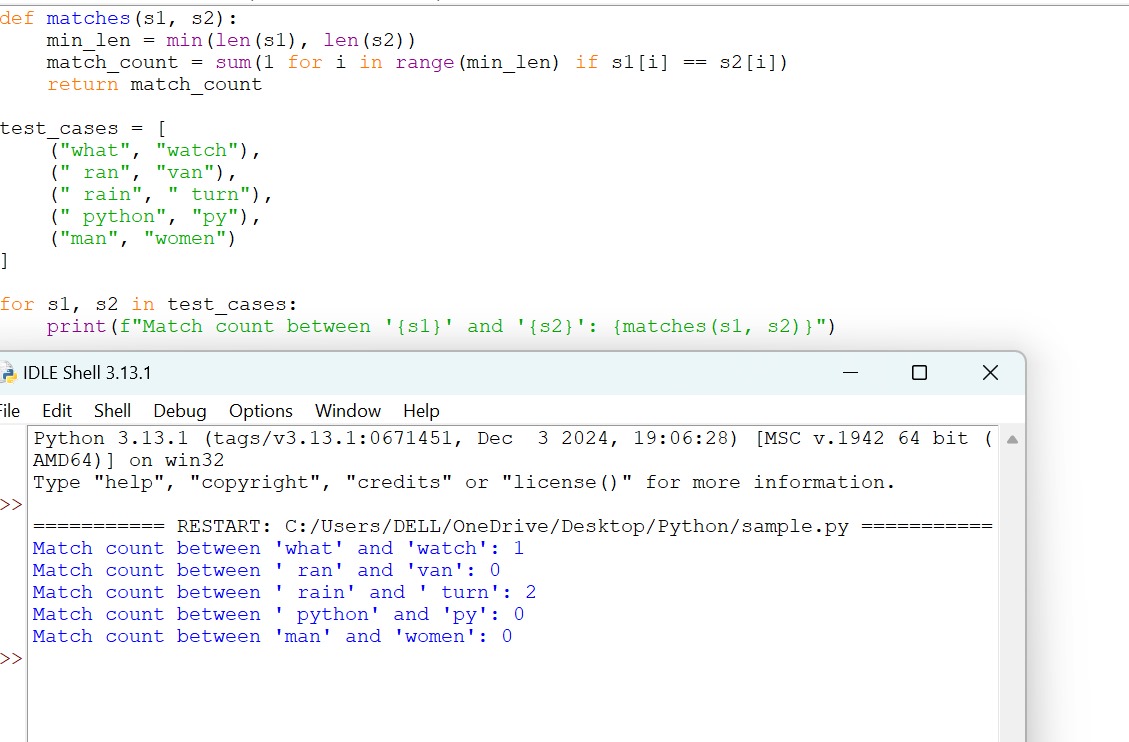 def matches(s1, s2):
    min_len = min(len(s1), len(s2))
    match_count = sum(1 for i in range(min_len) if s1[i] == s2[i])
    return match_count
test_cases = [
    ("what", "watch"),
    (" ran", "van"),
    (" rain", " turn"),
    (" python", "py"),
    ("man", "women")
]
for s1, s2 in test_cases:
    print(f"Match count between '{s1}' and '{s2}': {matches(s1, s2)}")
IDLE Shell 3.13.1
File Edit Shell Debug Options Window Help
Python 3.13.1 (tags/v3.13.1:0671451, Dec  3 2024, 19:06:28) [MSC v.1942 64 bit (
AMD64)] on win32
Type "help", "copyright", "credits" or "license()" for more information.
>>
=========== RESTART: C:/Users/DELL/OneDrive/Desktop/Python/sample.py ===========
Match count between 'what' and 'watch': 1
Match count between ' ran' and 'van': 0
Match count between ' rain' and ' turn': 2
Match count between ' python' and 'py': 0
Match count between 'man' and 'women': 0
>>